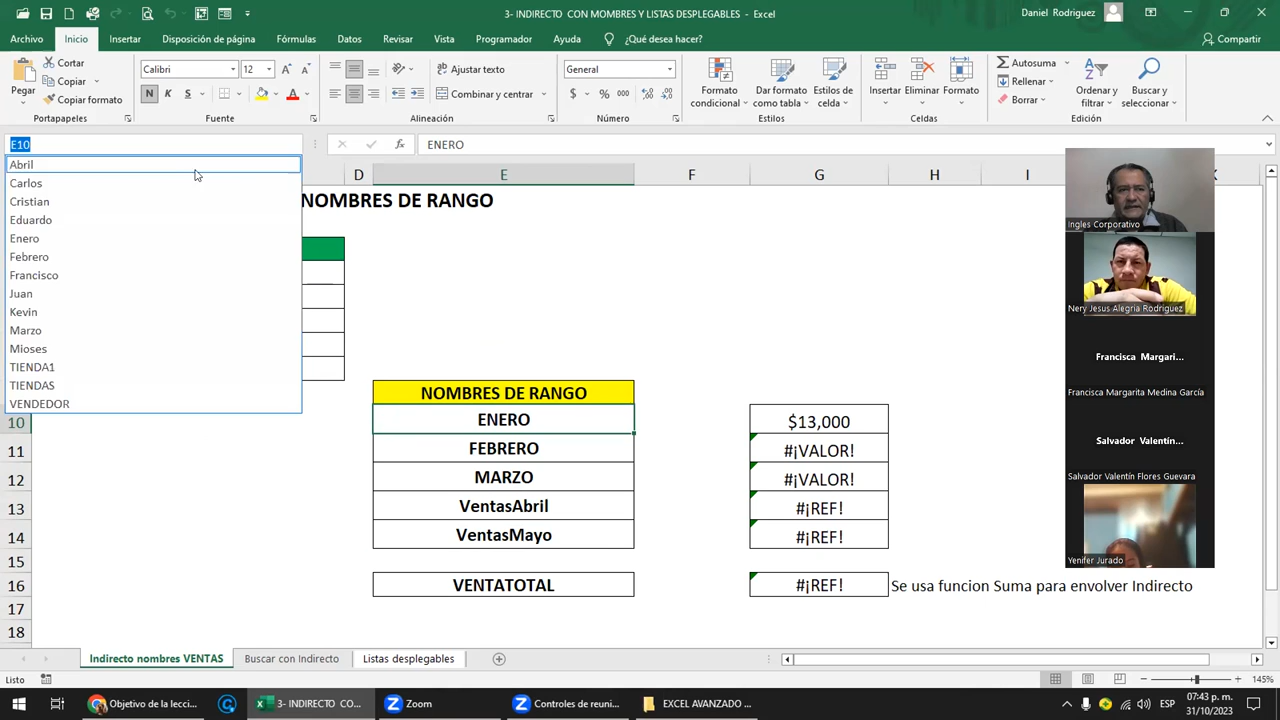 3- INDIRECTO CON MOMBRES Y LISTAS DESPLEGABLES - Excel
Daniel Rodriguez
Archivo Inicio Insertar Disposición de página Fórmulas Datos Revisar Vista Programador Ayuda ¿Qué desea hacer? Compartir
Pegar
Cortar
Copiar
Copiar formato
Portapapeles
Calibri 12
N K S
Fuente
Ajustar texto
Combinar y centrar
Alineación
General
$ % 000
Número
Formato condicional
Dar formato como tabla
Estilos de celda
Estilos
Insertar
Eliminar
Formato
Celdas
Autosuma
Rellenar
Borrar
Ordenar y filtrar
Buscar y seleccionar
Edición
E10
fx ENERO
Abril
Carlos
Cristian
Eduardo
Enero
Febrero
Francisco
Juan
Kevin
Marzo
Mioses
TIENDA1
TIENDAS
VENDEDOR
D E F G H I K
NOMBRES DE RANGO
NOMBRES DE RANGO
10 ENERO $13,000
11 FEBRERO #¡VALOR!
12 MARZO #¡VALOR!
13 VentasAbril #¡REF!
14 VentasMayo #¡REF!
15
16 VENTATOTAL #¡REF! Se usa funcion Suma para envolver Indirecto
17
18
Ingles Corporativo
Nery Jesus Alegria Rodriguez
Francisca Margari...
Francisca Margarita Medina García
Salvador Valentín...
Salvador Valentín Flores Guevara
Yenifer Jurado
Indirecto nombres VENTAS Buscar con Indirecto Listas desplegables
Listo
145%
Objetivo de la lecci...
3- INDIRECTO CO...
Zoom
Controles de reuni...
EXCEL AVANZADO ...
ESP
07:43 p. m.
31/10/2023